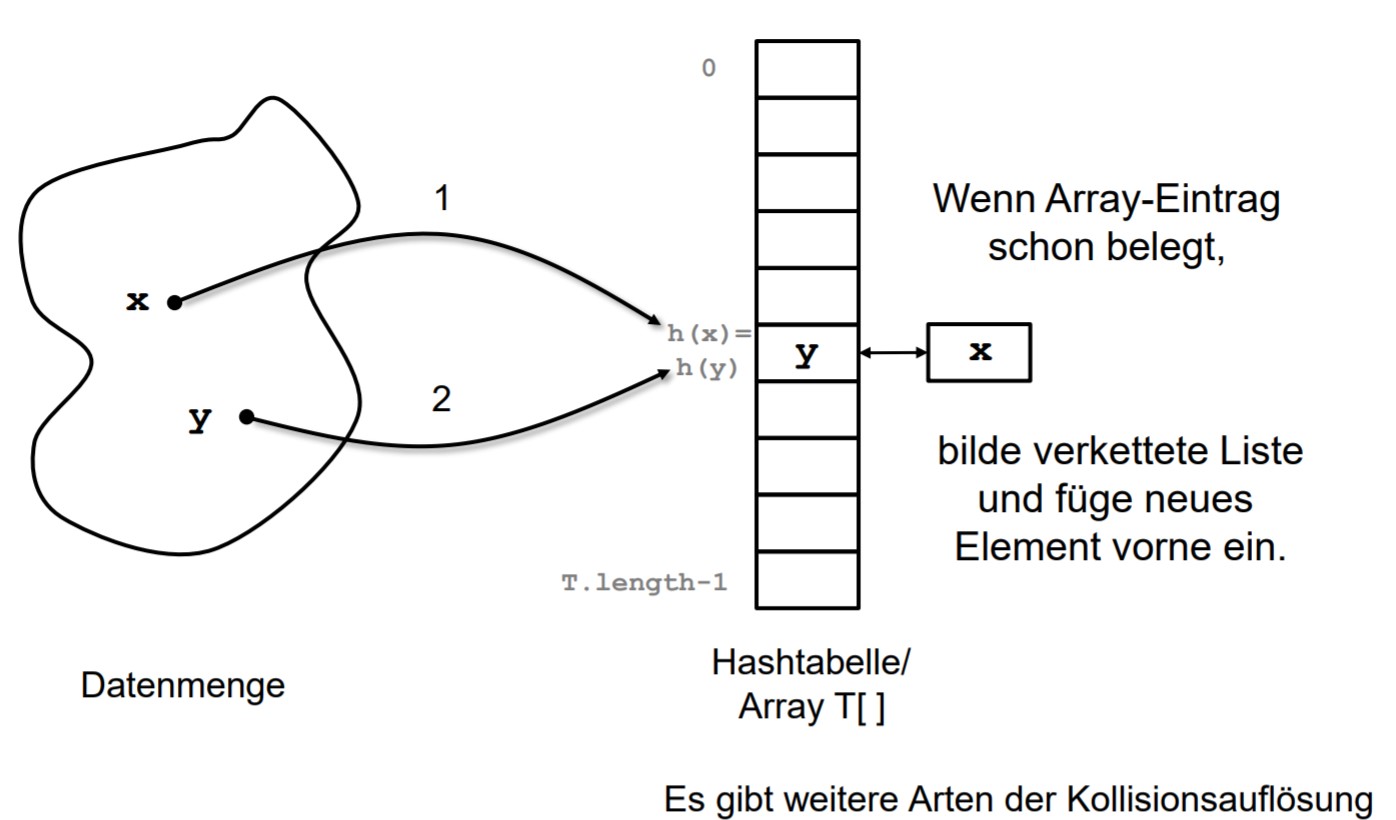 0
1
Wenn Array-Eintrag
schon belegt,
x
h(x)=
h(y)
y
x
2
y
bilde verkettete Liste
und füge neues
Element vorne ein.
T.length-1
Datenmenge
Hashtabelle/
Array T[ ]
Es gibt weitere Arten der Kollisionsauflösung